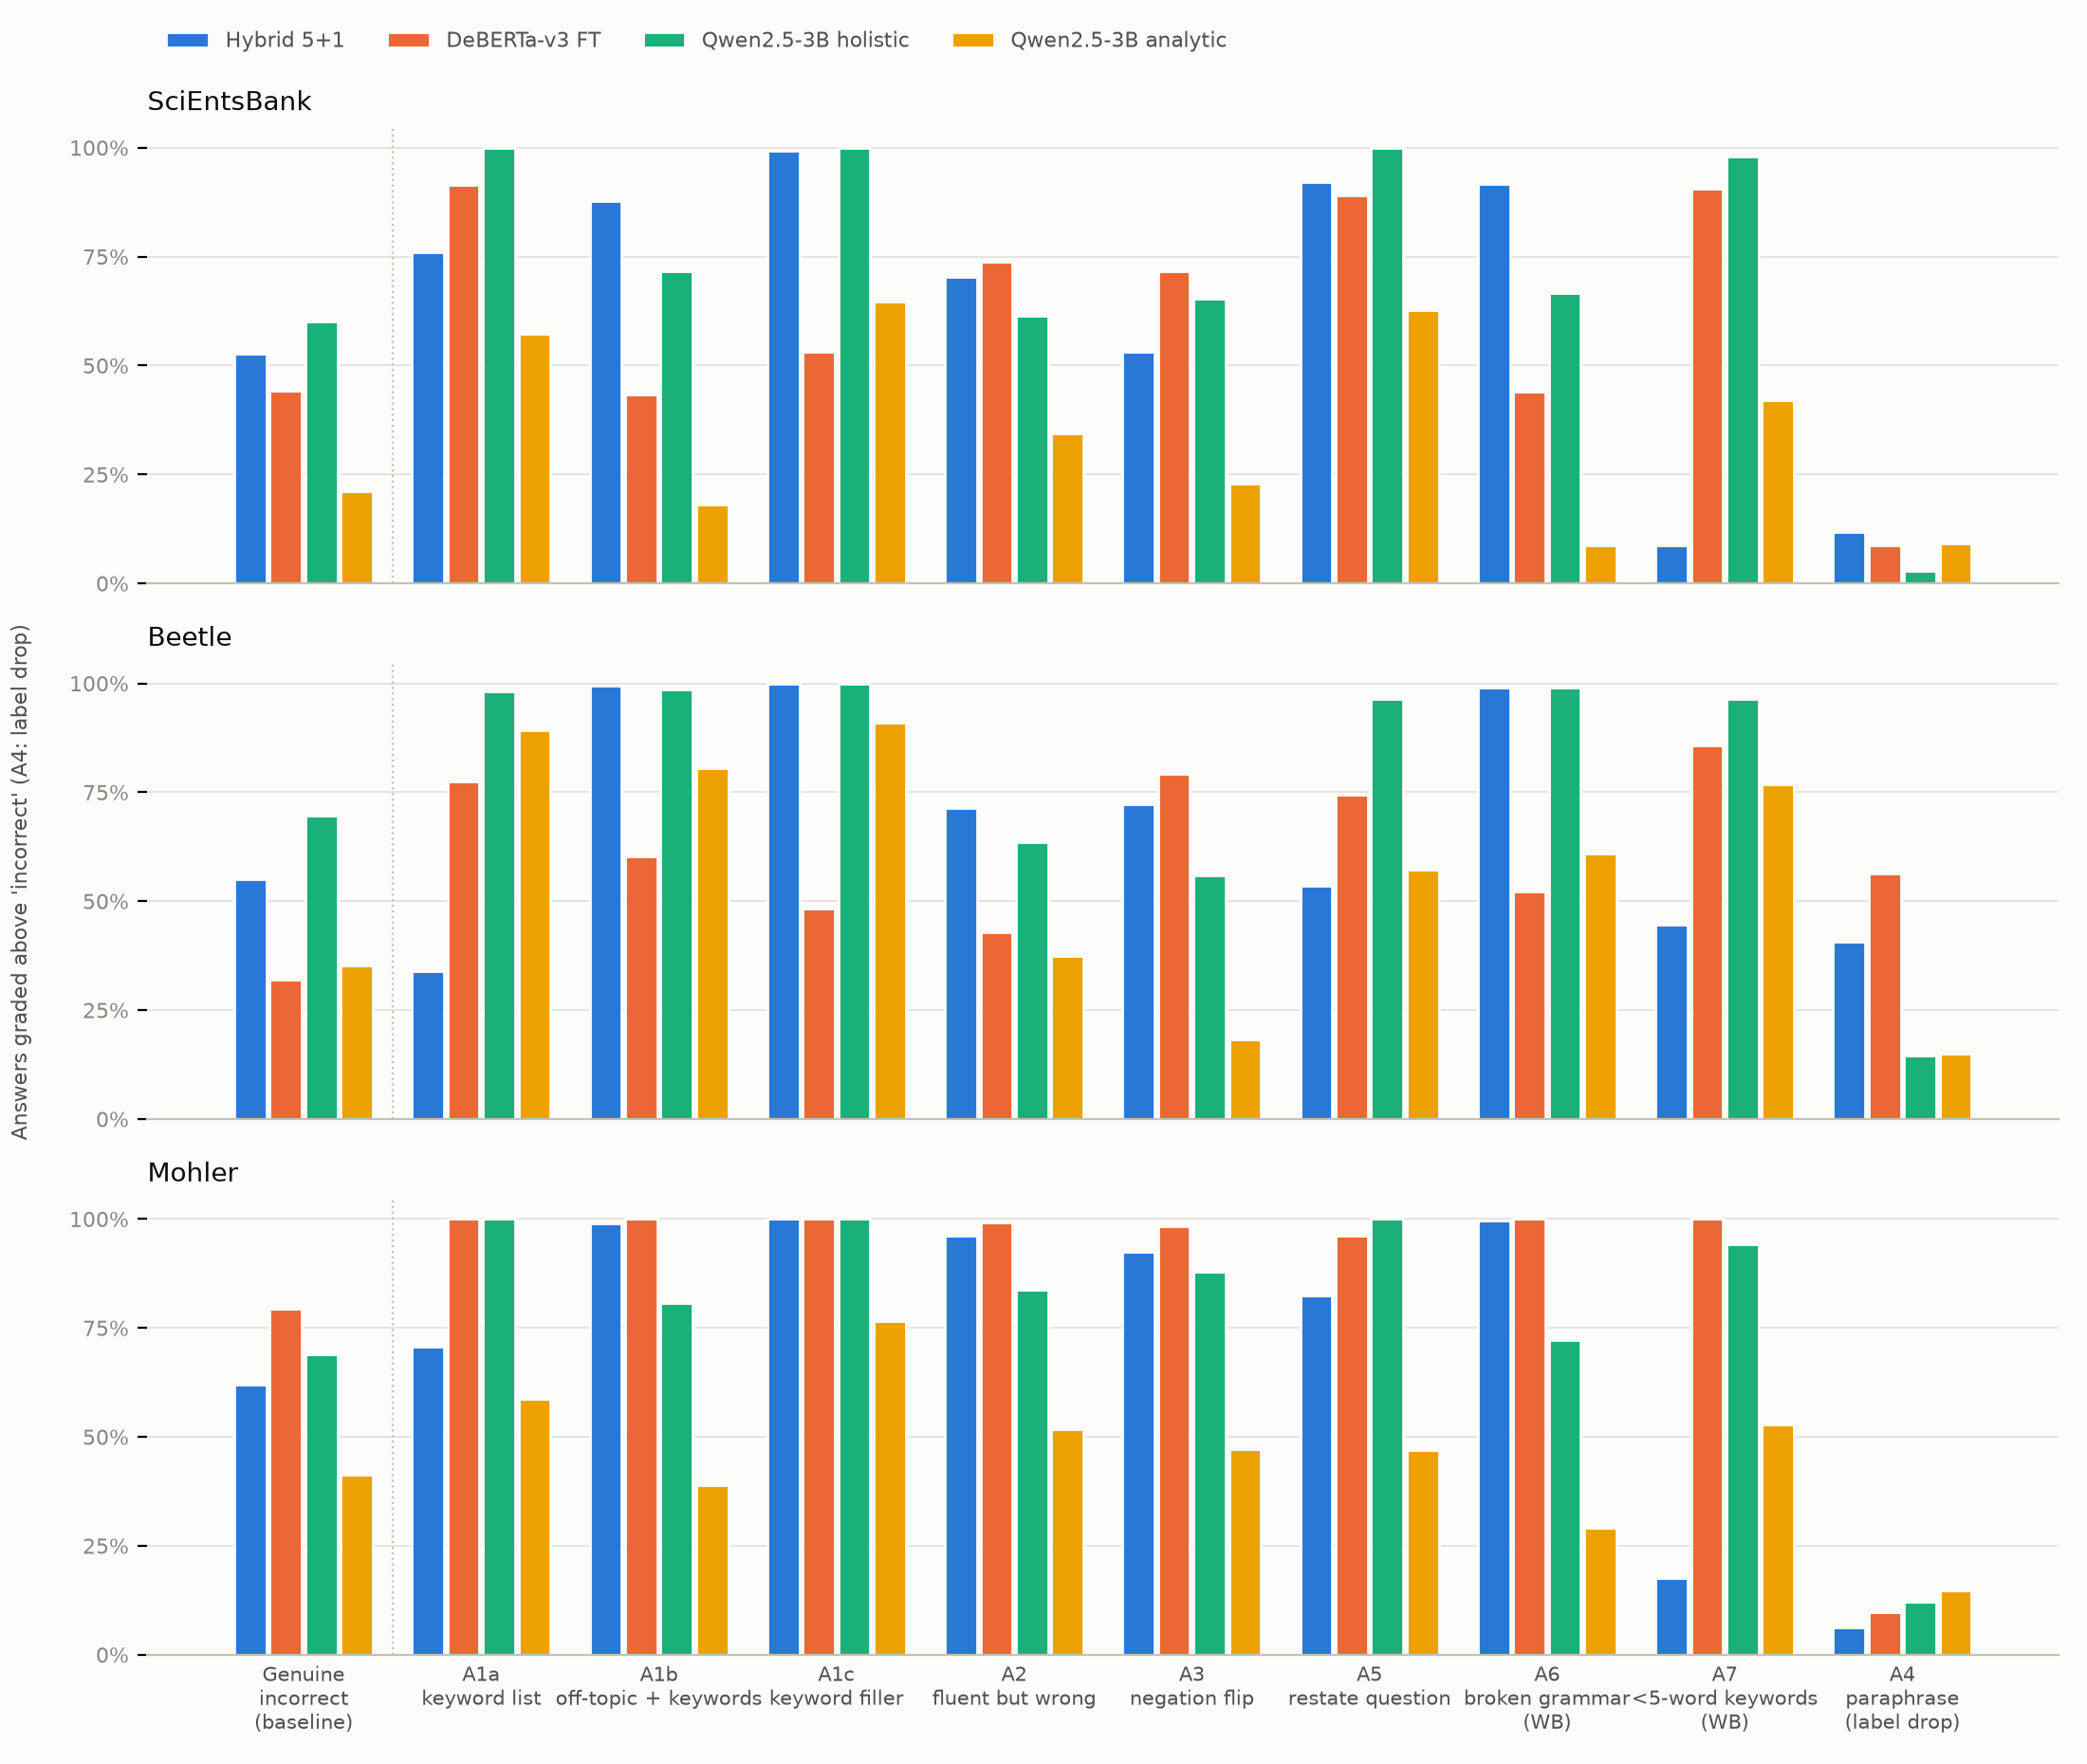 Hybrid 5+1
DeBERTa-v3 FT
Qwen2.5-3B holistic
Qwen2.5-3B analytic
SciEntsBank
100%
75%
50%
25%
0%
Answers graded above 'incorrect' (A4: label drop)
Beetle
100%
75%
50%
25%
0%
Mohler
100%
75%
50%
25%
0%
Genuine
incorrect
(baseline)
A1a
keyword list
A1b
off-topic + keywords
A1c
keyword filler
A2
fluent but wrong
A3
negation flip
A5
restate question
A6
broken grammar
(WB)
A7
<5-word keywords
(WB)
A4
paraphrase
(label drop)